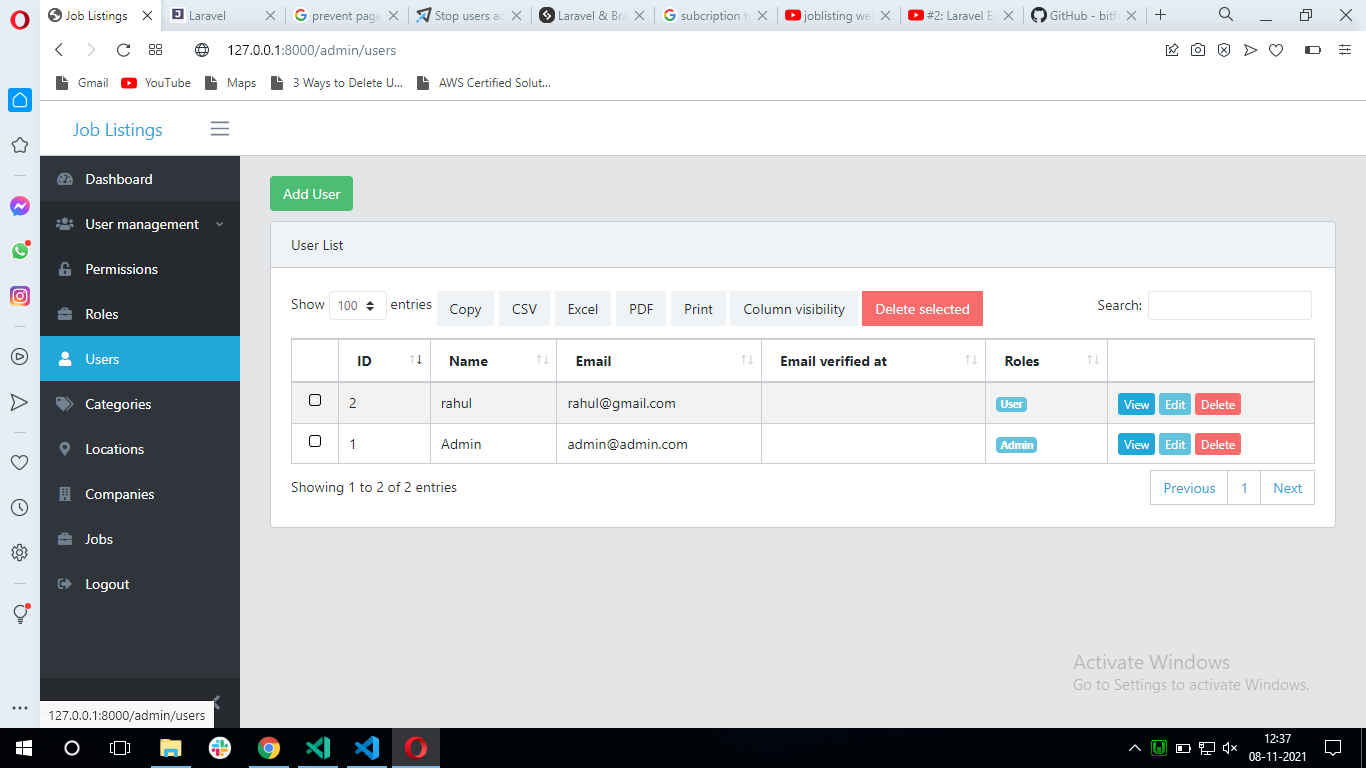 Job Listings
Laravel
prevent page
Stop users ac
Laravel & Bra
subcription t
joblisting we
#2: Laravel E
GitHub - bitf
127.0.0.1:8000/admin/users
Gmail
YouTube
Maps
3 Ways to Delete U...
AWS Certified Solut...
Job Listings
Dashboard
User management
Permissions
Roles
Users
Categories
Locations
Companies
Jobs
Logout
Add User
User List
Show 100 entries Copy CSV Excel PDF Print Column visibility Delete selected Search:
ID Name Email Email verified at Roles
2 rahul rahul@gmail.com User View Edit Delete
1 Admin admin@admin.com Admin View Edit Delete
Showing 1 to 2 of 2 entries Previous 1 Next
Activate Windows
Go to Settings to activate Windows.
127.0.0.1:8000/admin/users
12:37
08-11-2021